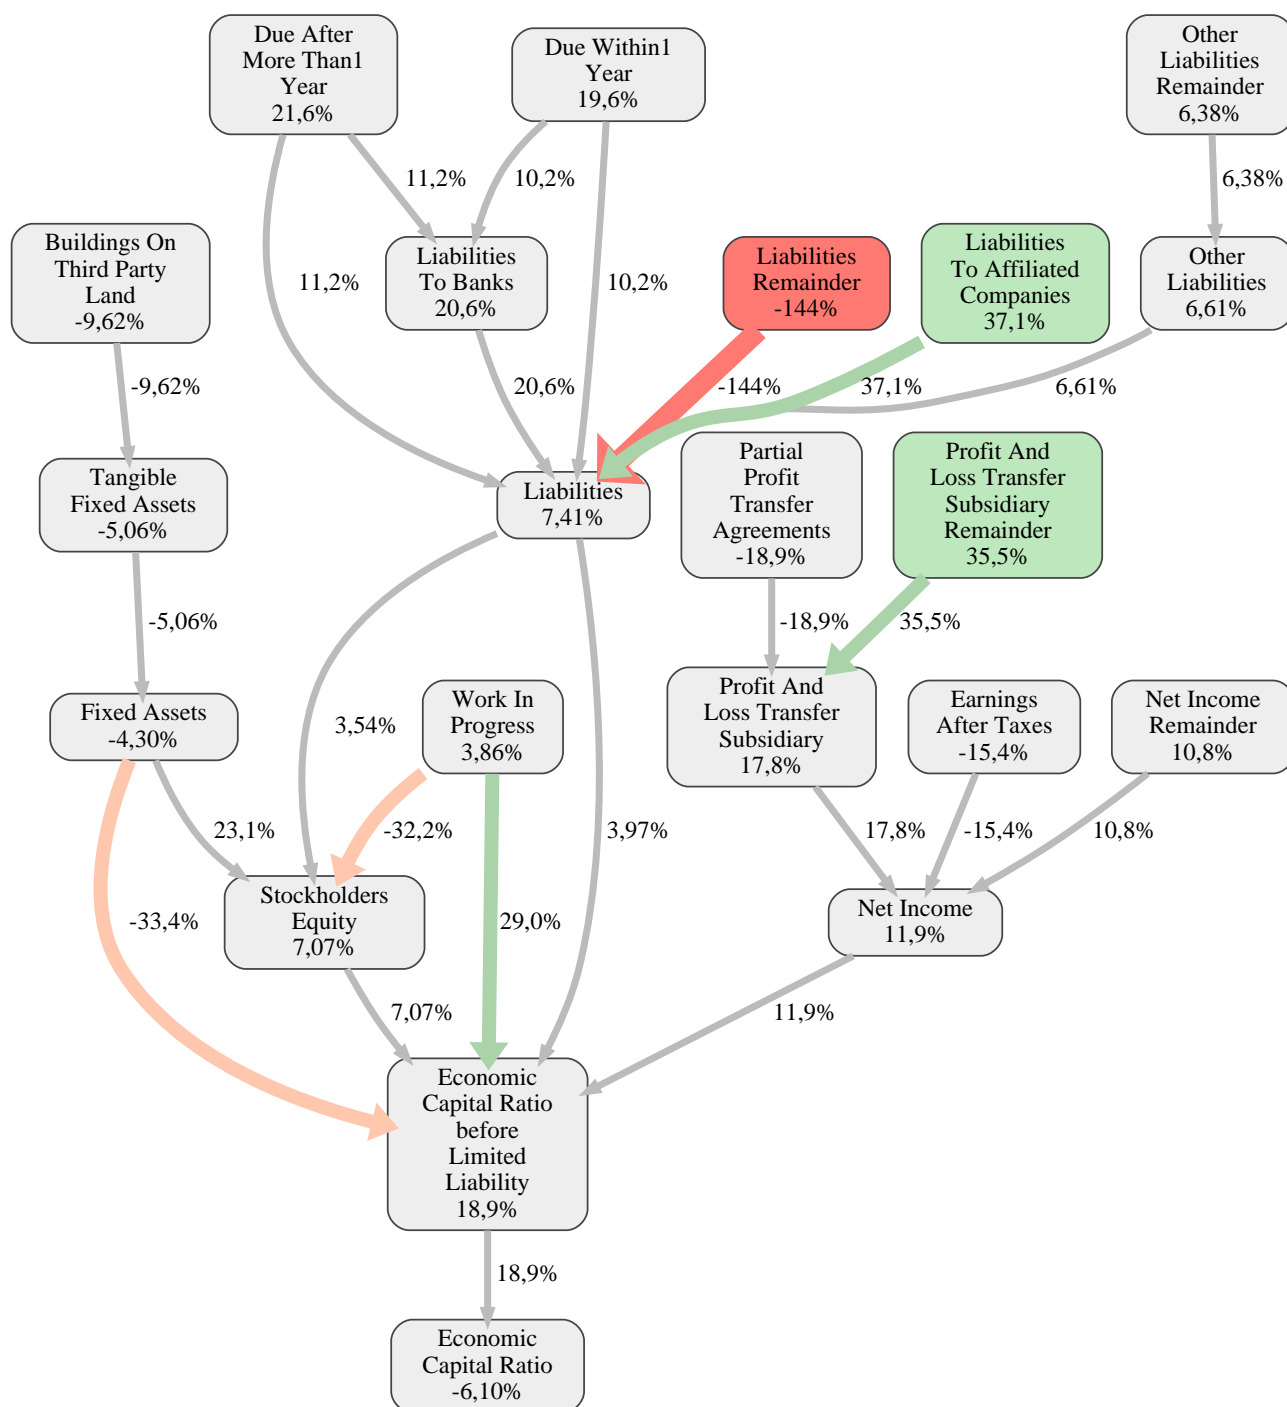 Due After
More Than1
Year
21,6%
Due Within1
Year
19,6%
Other
Liabilities
Remainder
6,38%
11,2%
10,2%
6,38%
Buildings On
Third Party
Land
-9,62%
Liabilities
To Banks
20,6%
Liabilities
Remainder
-144%
Liabilities
To Affiliated
Companies
37,1%
Other
Liabilities
6,61%
11,2%
10,2%
-9,62%
20,6%
-144%
37,1%
6,61%
Tangible
Fixed Assets
-5,06%
Liabilities
7,41%
Partial
Profit
Transfer
Agreements
-18,9%
Profit And
Loss Transfer
Subsidiary
Remainder
35,5%
-5,06%
-18,9%
35,5%
Fixed Assets
-4,30%
3,54%
Work In
Progress
3,86%
Profit And
Loss Transfer
Subsidiary
17,8%
Earnings
After Taxes
-15,4%
Net Income
Remainder
10,8%
23,1%
-32,2%
3,97%
17,8%
-15,4%
10,8%
-33,4%
Stockholders
Equity
7,07%
29,0%
Net Income
11,9%
7,07%
11,9%
Economic
Capital Ratio
before
Limited
Liability
18,9%
18,9%
Economic
Capital Ratio
-6,10%